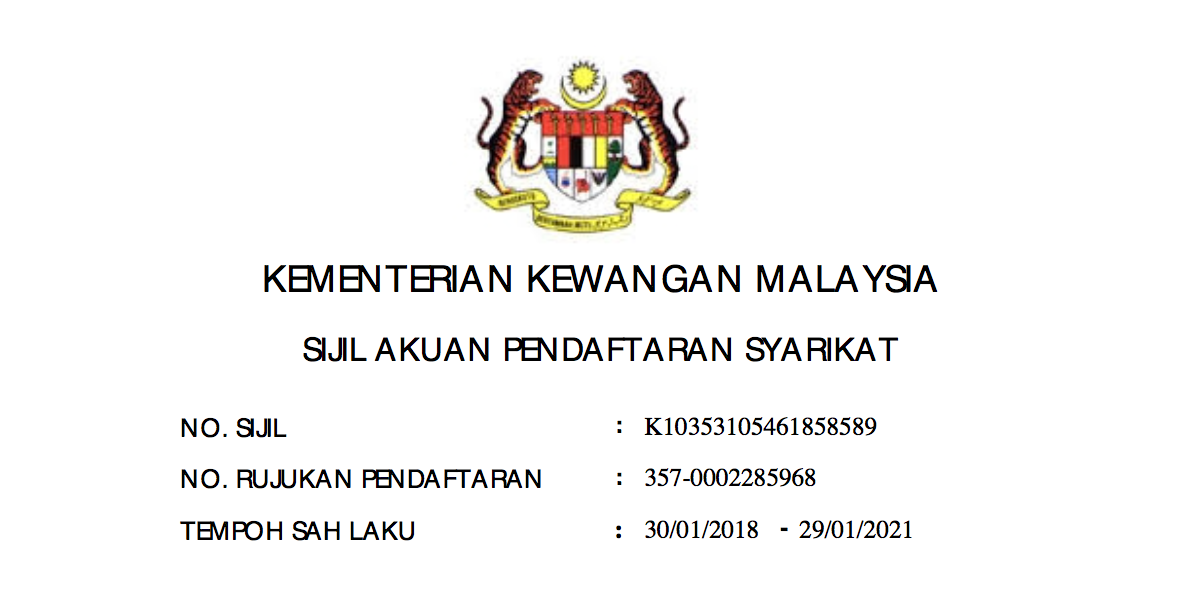 KEMENTERIAN KEWANGAN MALAYSIA
SIJIL AKUAN PENDAFTARAN SYARIKAT
NO. SIJIL : K10353105461858589
NO. RUJUKAN PENDAFTARAN : 357-0002285968
TEMPOH SAH LAKU : 30/01/2018 - 29/01/2021